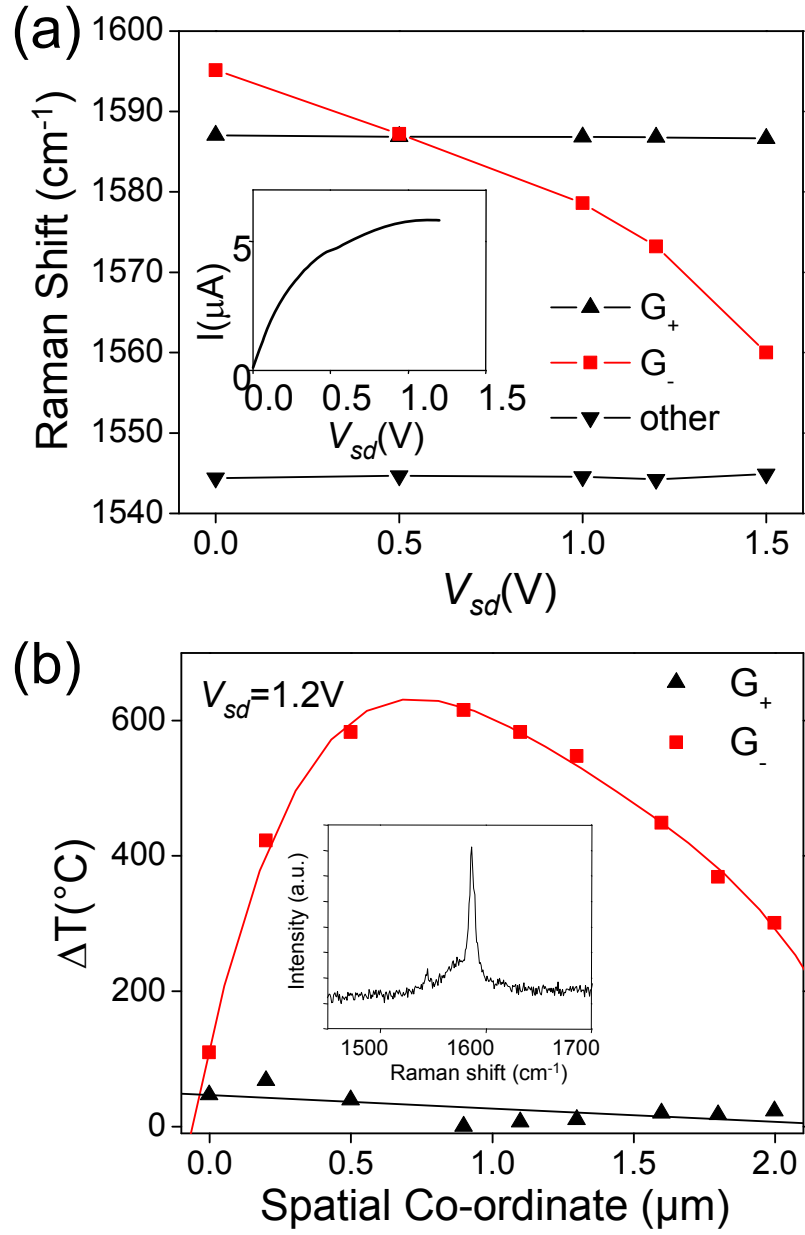 (a)
1600
1590
1580
1570
1560
1550
1540
Raman Shift (cm-1)
0.0 0.5 1.0 1.5
Vsd(V)
G+
G-
other
5
0
I(μA)
0.0 0.5 1.0 1.5
Vsd(V)
(b)
Vsd=1.2V
G+
G-
600
400
200
0
ΔT(°C)
Intensity (a.u.)
1500 1600 1700
Raman shift (cm-1)
0.0 0.5 1.0 1.5 2.0
Spatial Co-ordinate (μm)